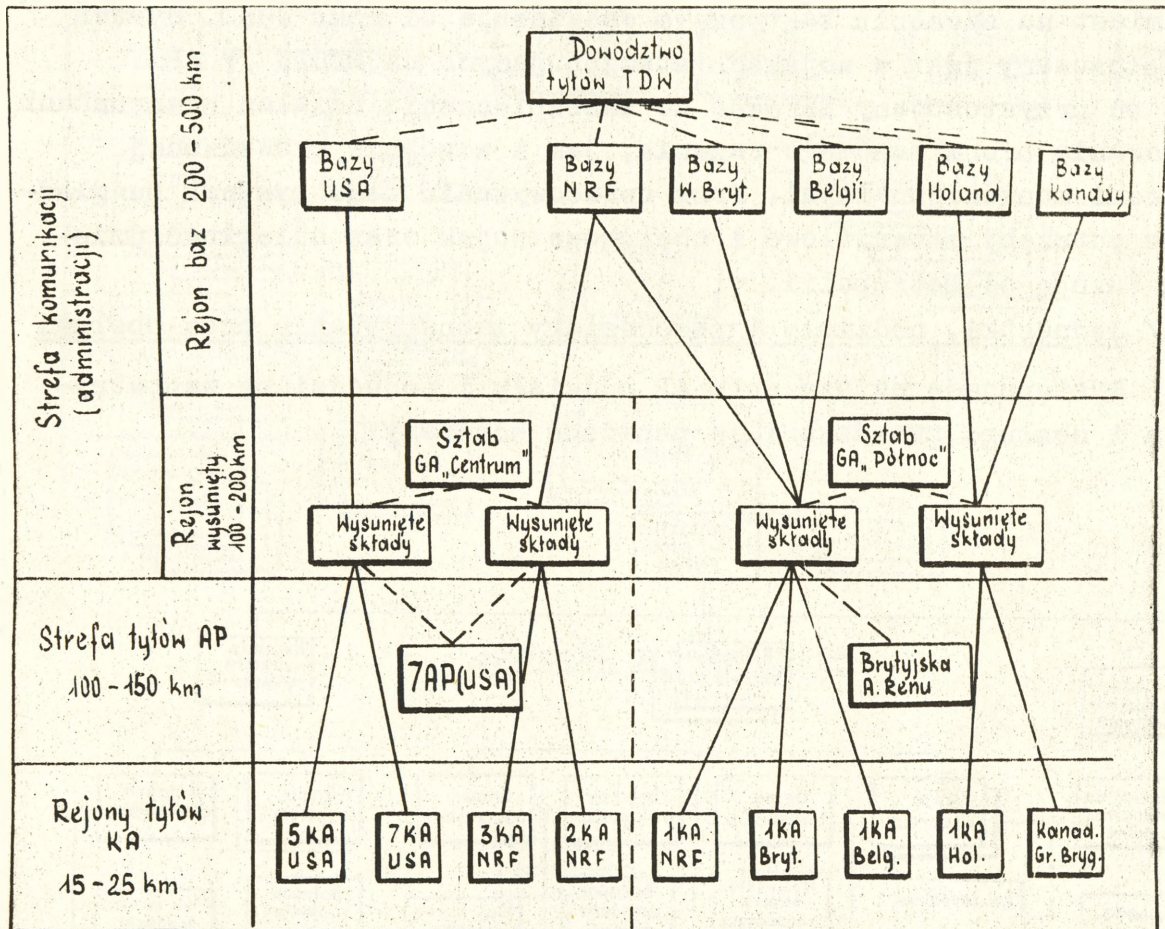 Dowództwo
tyłów TDW
Strefa komunikacji
(administracji)
Rejon baz 200-500 km
Bazy
USA
Bazy
NRF
Bazy
W. Bryt.
Bazy
Belgii
Bazy
Holand.
Bazy
Kanady
Rejon
wysunięty
100-200 km
Sztab
GA „Centrum"
Sztab
GA „Północ"
Wysunięte
składy
Wysunięte
składy
Wysunięte
składy
Wysunięte
składy
Strefa tyłów AP
100-150 km
7AP(USA)
Brytyjska
A. Renu
Rejony tyłów
KA
15-25 km
5KA
USA
7KA
USA
3KA
NRF
2KA
NRF
1KA
NRF
1KA
Bryt.
1KA
Belg.
1KA
Hol.
Kanad.
Gr. Bryg.